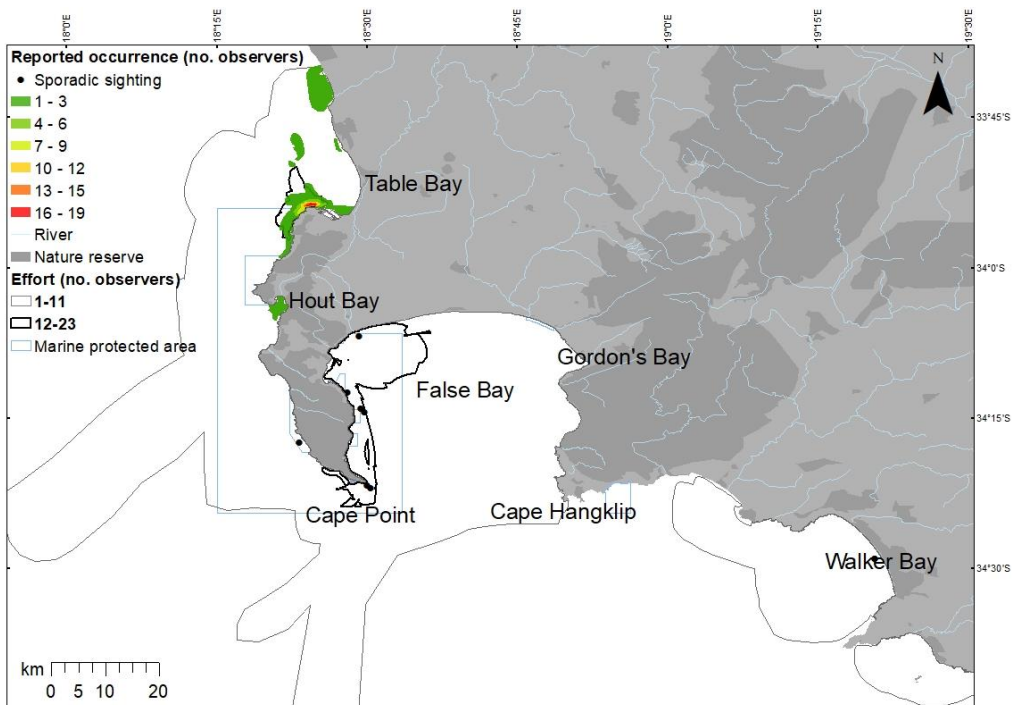 18°0'E
18°15'E
18°30'E
18°45'E
19°0'E
19°15'E
19°30'E
Reported occurrence (no. observers)
Sporadic sighting
1 - 3
4 - 6
7 - 9
10 - 12
13 - 15
16 - 19
River
Nature reserve
Effort (no. observers)
1-11
12-23
Marine protected area
N
33°45'S
Table Bay
34°0'S
Hout Bay
Gordon's Bay
False Bay
34°15'S
Cape Point
Cape Hangklip
Walker Bay
34°30'S
km
0 5 10 20